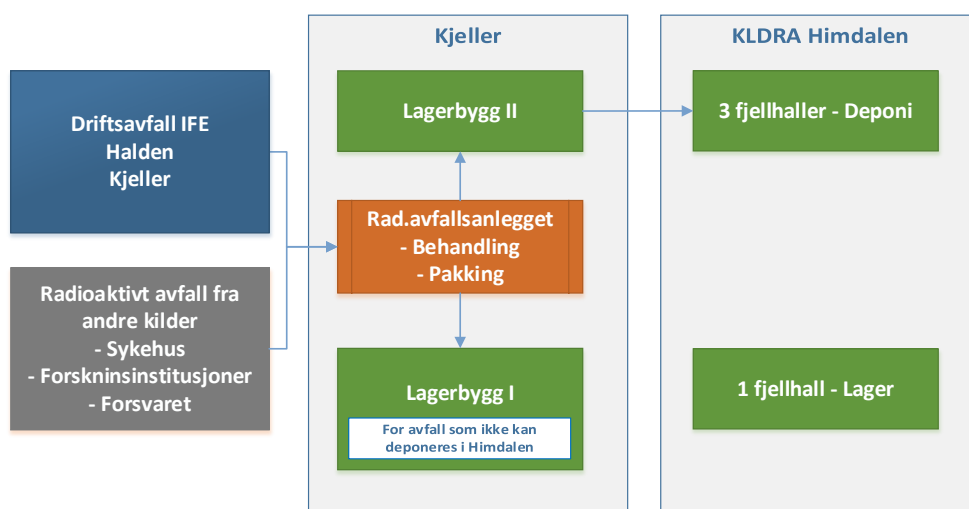 Kjeller
KLDRA Himdalen
Driftsavfall IFE
Halden
Kjeller
Lagerbygg II
3 fjellhaller - Deponi
Rad.avfallsanlegget
- Behandling
- Pakking
Radioaktivt avfall fra
andre kilder
- Sykehus
- Forskninsinstitusjoner
- Forsvaret
Lagerbygg I
For avfall som ikke kan
deponeres i Himdalen
1 fjellhall - Lager